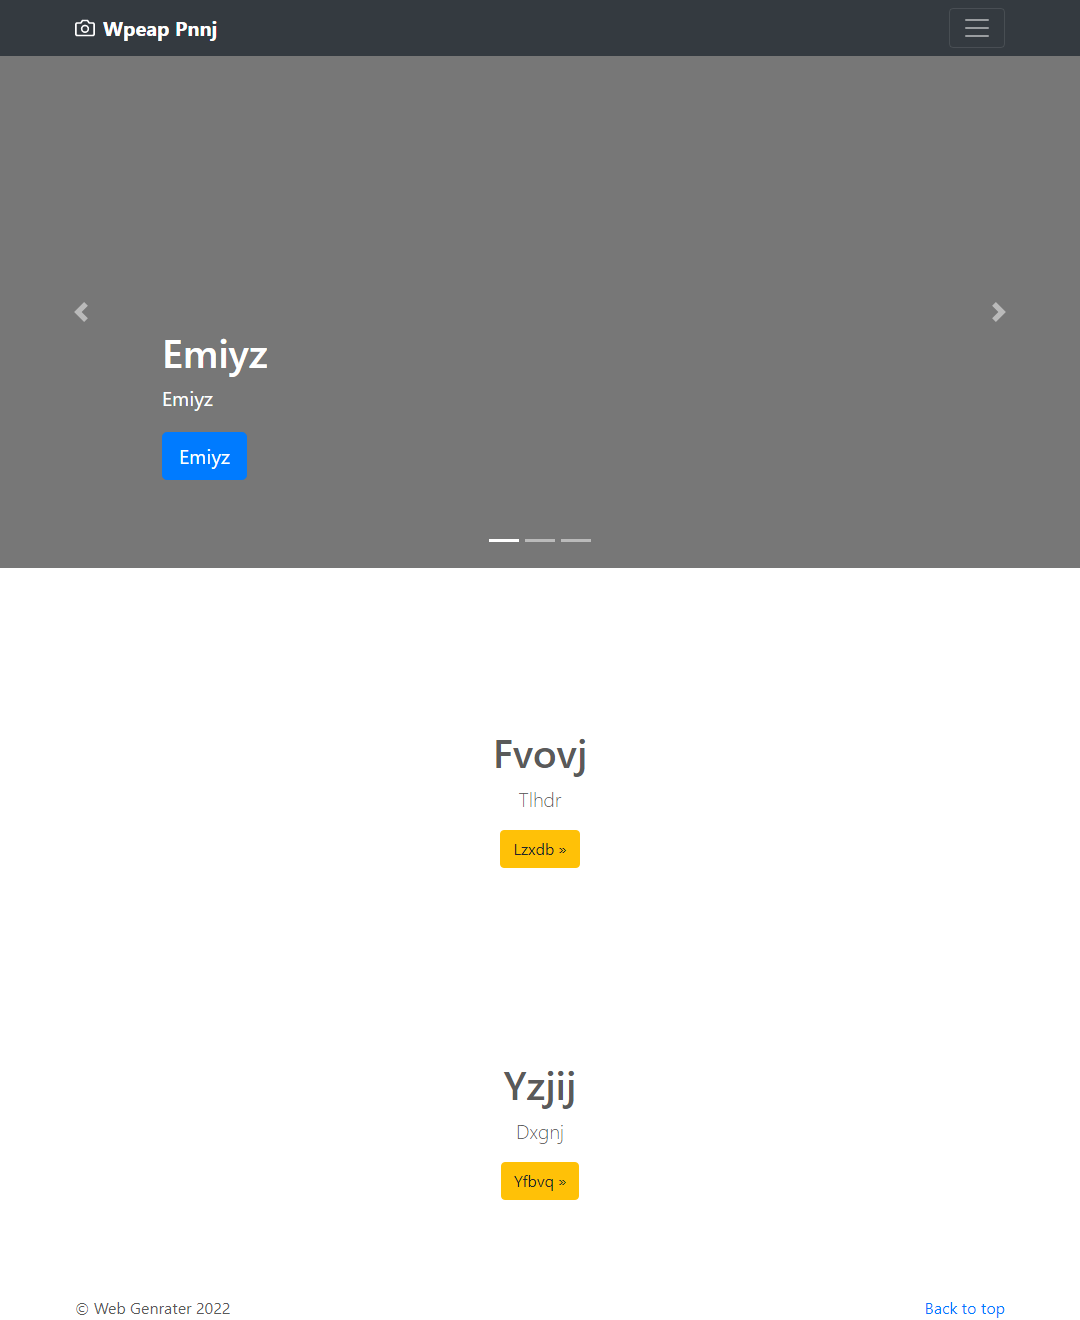 Wpeap Pnnj
Emiyz
Emiyz
Emiyz
Fvovj
Tlhdr
Lzxdb »
Yzjij
Dxgnj
Yfbvq »
© Web Genrater 2022
Back to top